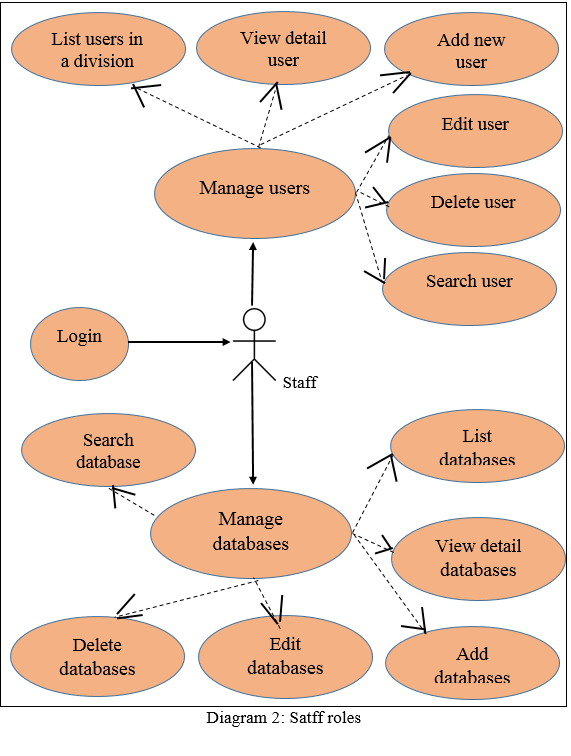 List users in
a division
View detail
user
Add new
user
Edit user
Manage users
Delete user
Search user
Login
Staff
Search
database
List
databases
Manage
databases
View detail
databases
Delete
databases
Edit
databases
Add
databases
Diagram 2: Satff roles